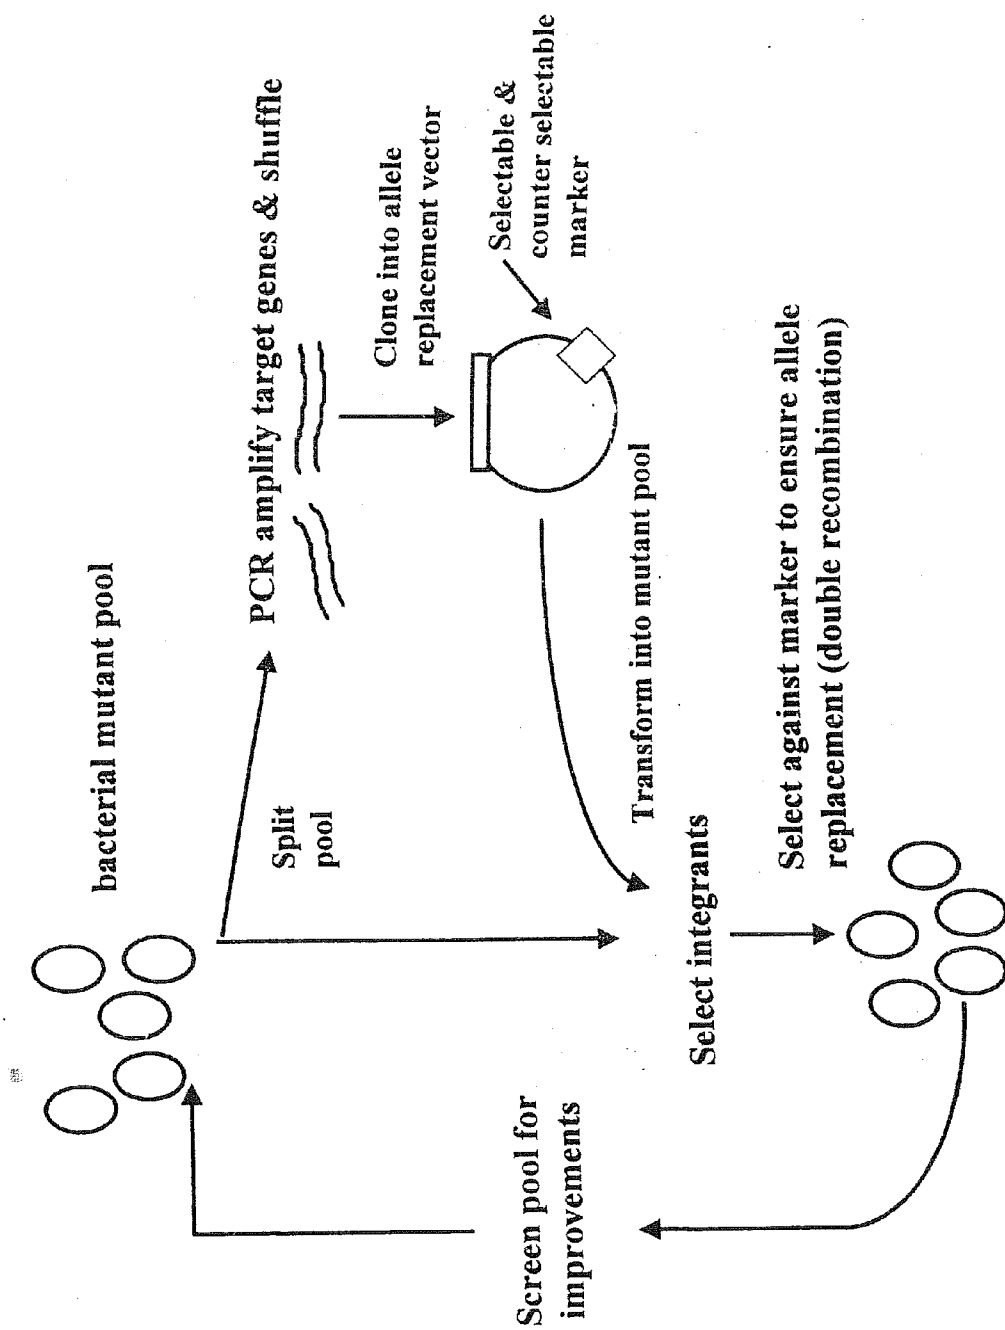 bacterial mutant pool
Split
pool
PCR amplify target genes & shuffle
Clone into allele
replacement vector
Selectable &
counter selectable
marker
Transform into mutant pool
Select integrants
Select against marker to ensure allele
replacement (double recombination)
Screen pool for
improvements